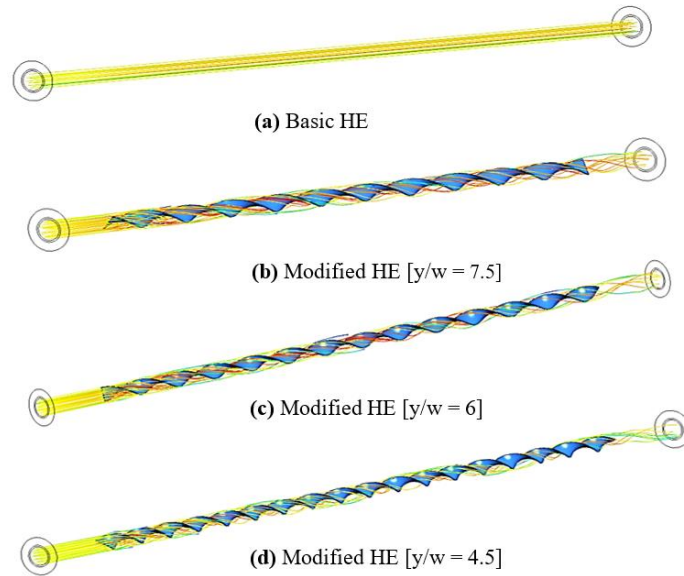 (a) Basic HE
(b) Modified HE [y/w = 7.5]
(c) Modified HE [y/w = 6]
(d) Modified HE [y/w = 4.5]